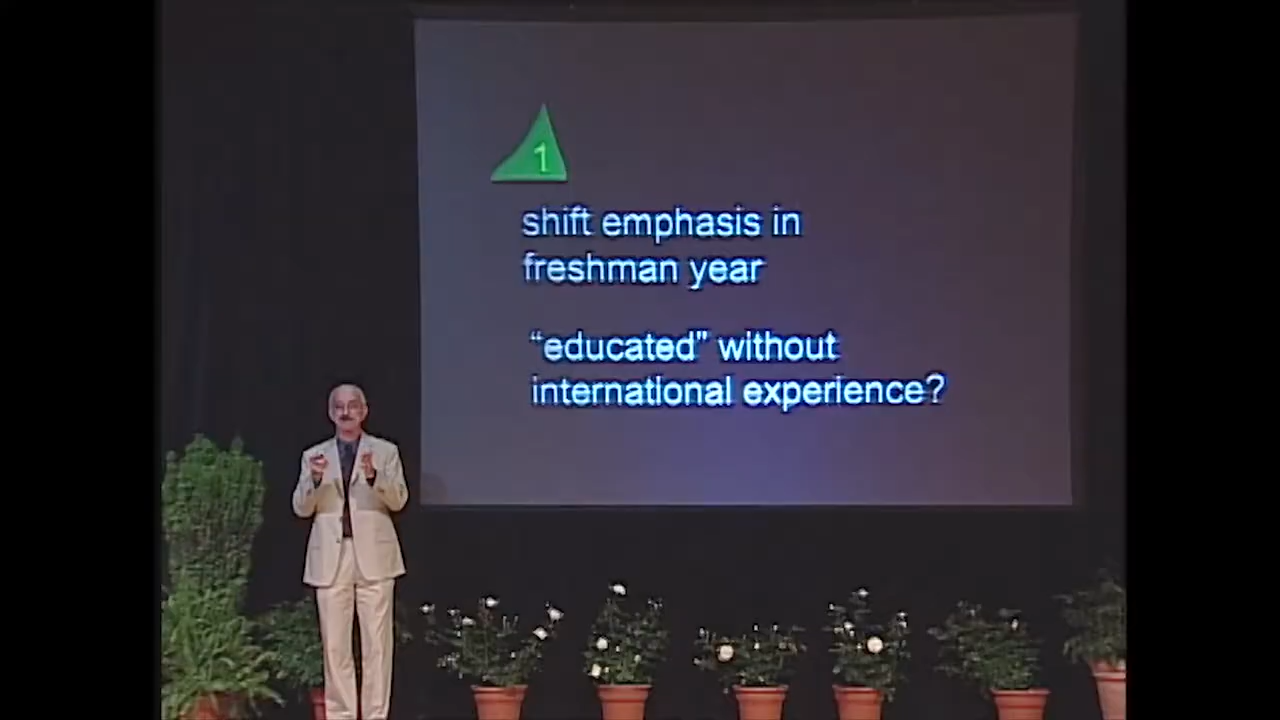 1
shift emphasis in
freshman year
“educated" without
international experience?